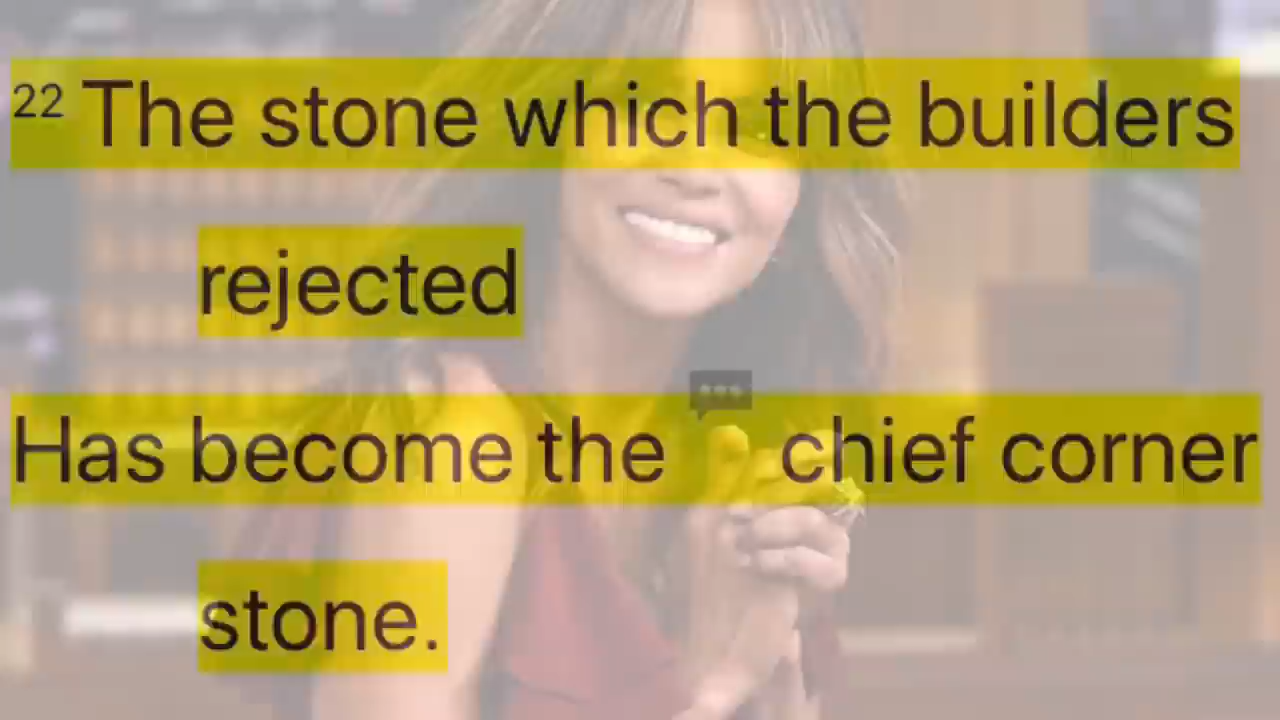 22 The stone which the builders
rejected
Has become the chief corner
stone.